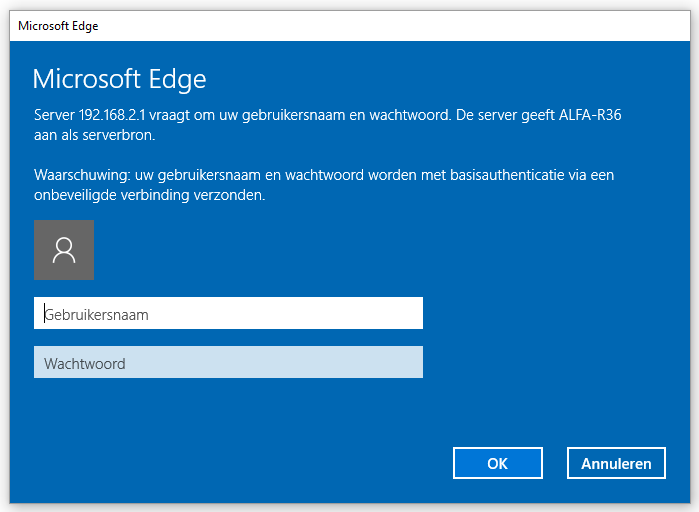 Microsoft Edge
Microsoft Edge
Server 192.168.2.1 vraagt om uw gebruikersnaam en wachtwoord. De server geeft ALFA-R36
aan als serverbron.
Waarschuwing: uw gebruikersnaam en wachtwoord worden met basisauthenticatie via een
onbeveiligde verbinding verzonden.
Gebruikersnaam
Wachtwoord
OK
Annuleren